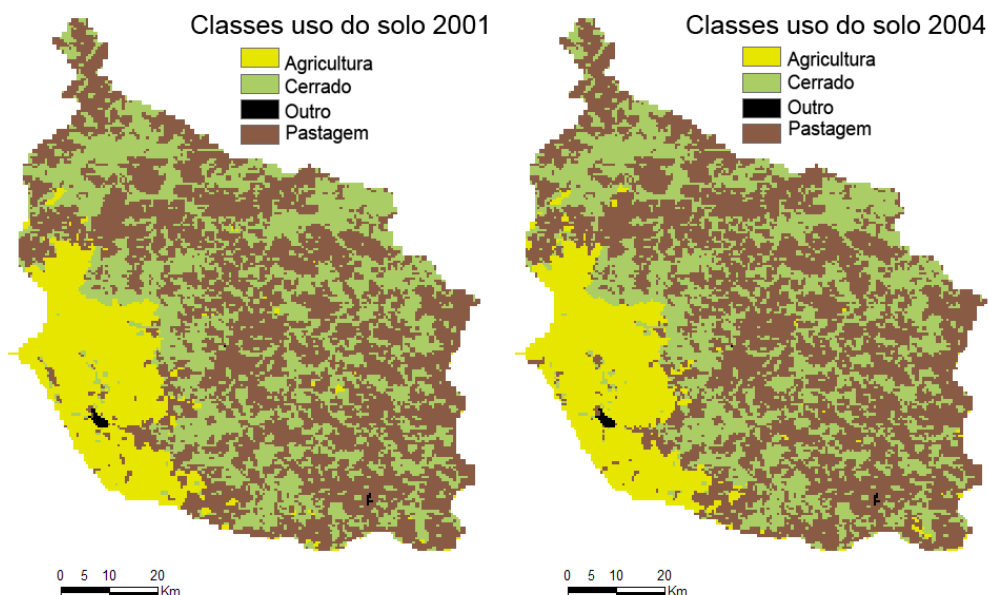 Classes uso do solo 2001
Agricultura
Cerrado
Outro
Pastagem
0 5 10 20
Km
Classes uso do solo 2004
Agricultura
Cerrado
Outro
Pastagem
0 5 10 20
Km